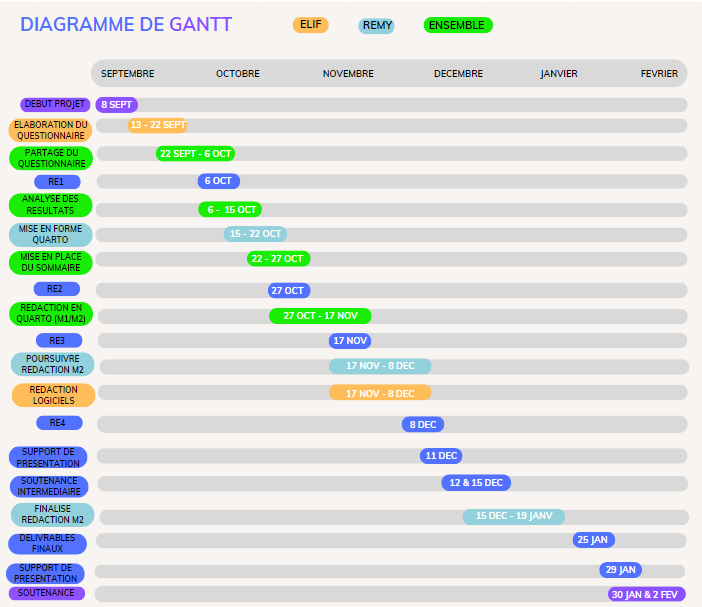 DIAGRAMME DE GANTT
ELIF
REMY
ENSEMBLE
SEPTEMBRE OCTOBRE NOVEMBRE DECEMBRE JANVIER FEVRIER
DEBUT PROJET
8 SEPT
ELABORATION DU
QUESTIONNAIRE
13 - 22 SEPT
PARTAGE DU
QUESTIONNAIRE
22 SEPT - 6 OCT
RE1
6 OCT
ANALYSE DES
RESULTATS
6 - 15 OCT
MISE EN FORME
QUARTO
15 - 22 OCT
MISE EN PLACE
DU SOMMAIRE
22 - 27 OCT
RE2
27 OCT
REDACTION EN
QUARTO (M1/M2)
27 OCT - 17 NOV
RE3
17 NOV
POURSUIVRE
REDACTION M2
17 NOV - 8 DEC
REDACTION
LOGICIELS
17 NOV - 8 DEC
RE4
8 DEC
SUPPORT DE
PRESENTATION
11 DEC
SOUTENANCE
INTERMEDIAIRE
12 & 15 DEC
FINALISE
REDACTION M2
15 DEC - 19 JANV
DELIVRABLES
FINAUX
25 JAN
SUPPORT DE
PRESENTATION
29 JAN
SOUTENANCE
30 JAN & 2 FEV